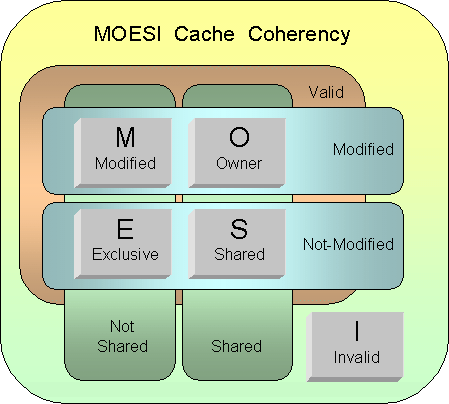 MOESI Cache Coherency
Valid
M
Modified
O
Owner
Modified
E
Exclusive
S
Shared
Not-Modified
Not
Shared
Shared
I
Invalid